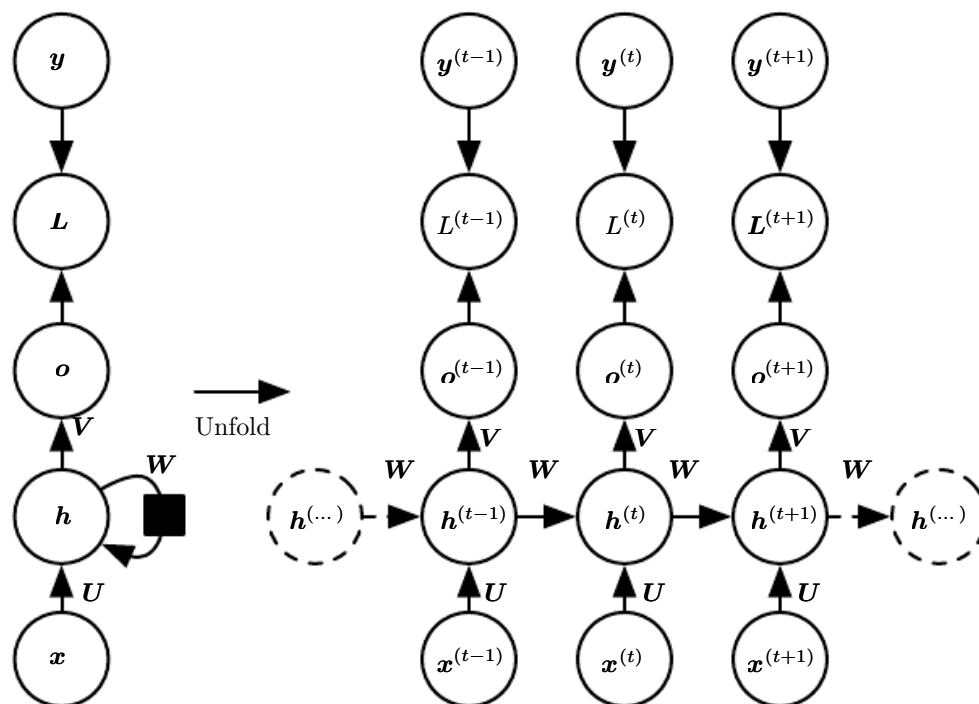 y y^(t−1) y^(t) y^(t+1)
L L^(t−1) L^(t) L^(t+1)
o o^(t−1) o^(t) o^(t+1)
Unfold
V V V V
W W W W W
h h^(...) h^(t−1) h^(t) h^(t+1) h^(...)
U U U U
x x^(t−1) x^(t) x^(t+1)